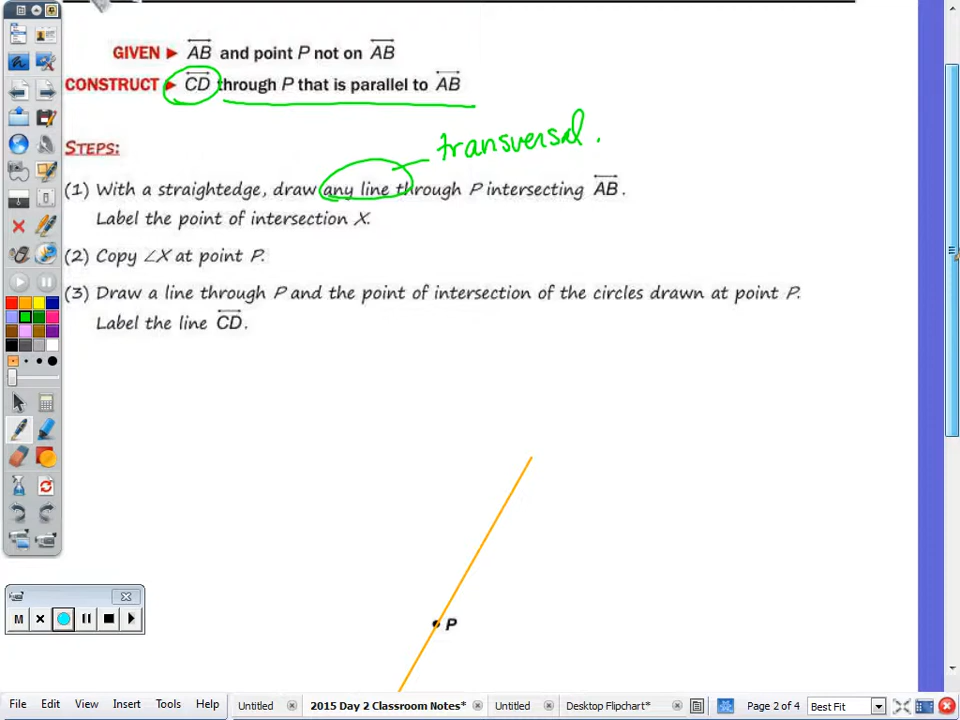 GIVEN ► AB and point P not on AB
CONSTRUCT ► CD through P that is parallel to AB
STEPS:
transversal.
(1) With a straightedge, draw any line through P intersecting AB.
Label the point of intersection X.
(2) Copy ∠X at point P.
(3) Draw a line through P and the point of intersection of the circles drawn at point P.
Label the line CD.
P
M
File Edit View Insert Tools Help Untitled 2015 Day 2 Classroom Notes* Untitled Desktop Flipchart* Page 2 of 4 Best Fit